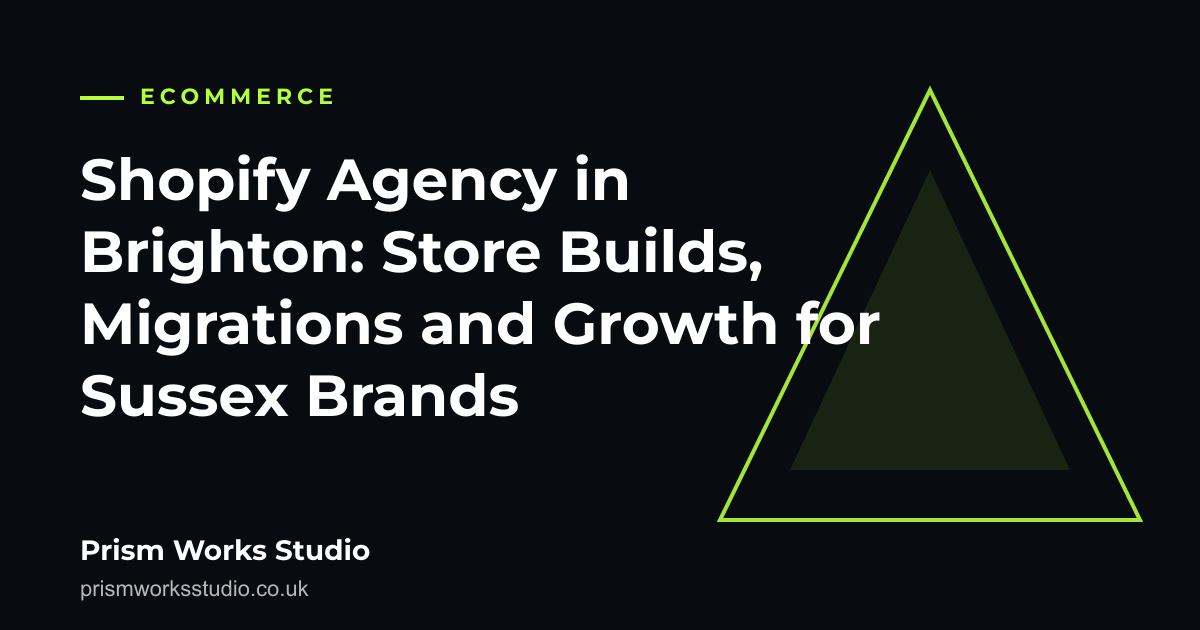 ECOMMERCE
Shopify Agency in
Brighton: Store Builds,
Migrations and Growth for
Sussex Brands
Prism Works Studio
prismworksstudio.co.uk